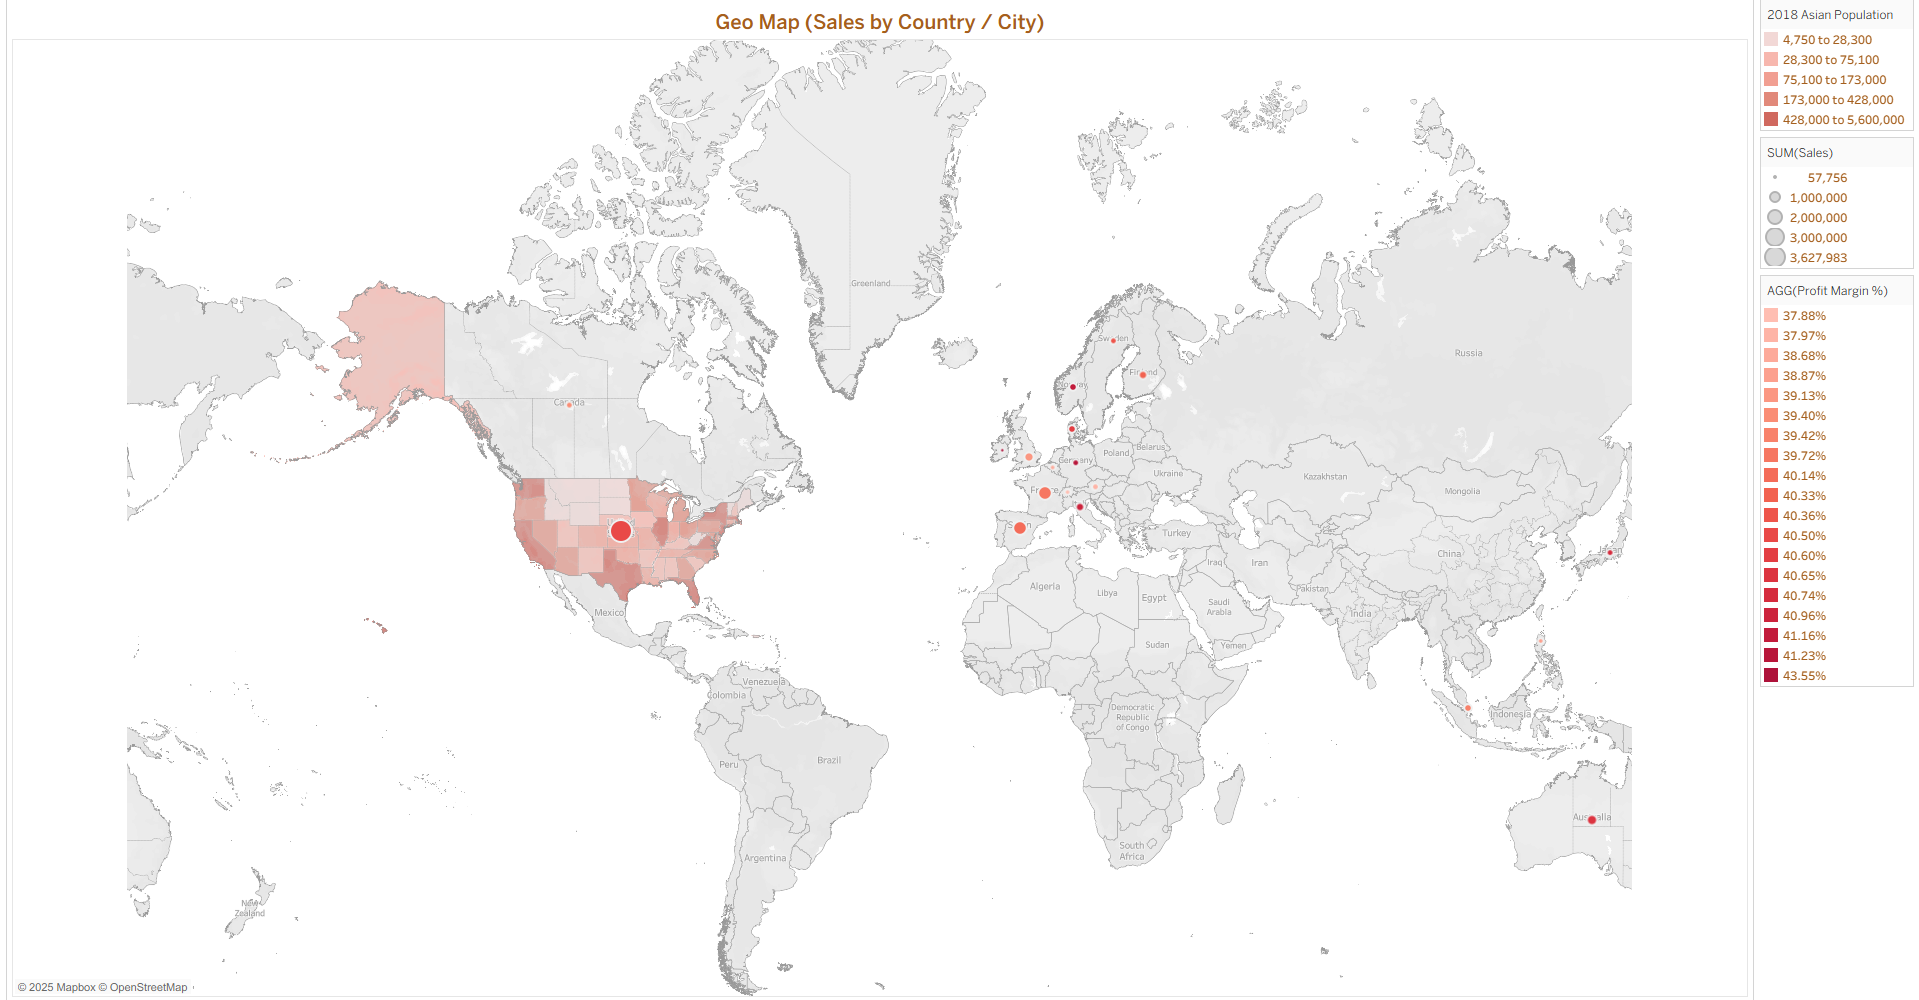 Geo Map (Sales by Country / City)
Greenland
Russia
Canada
Finland
Poland
Belarus
Ukraine
Kazakhstan
Mongolia
Turkey
China
Iraq
Iran
Pakistan
India
Algeria
Libya
Egypt
Saudi
Arabia
Mexico
Sudan
Yemen
Venezuela
Colombia
Democratic
Republic
of Congo
Indonesia
Peru
Brazil
Australia
South
Africa
Argentina
New
Zealand
© 2025 Mapbox © OpenStreetMap
2018 Asian Population
4,750 to 28,300
28,300 to 75,100
75,100 to 173,000
173,000 to 428,000
428,000 to 5,600,000
SUM(Sales)
57,756
1,000,000
2,000,000
3,000,000
3,627,983
AGG(Profit Margin %)
37.88%
37.97%
38.68%
38.87%
39.13%
39.40%
39.42%
39.72%
40.14%
40.33%
40.36%
40.50%
40.60%
40.65%
40.74%
40.96%
41.16%
41.23%
43.55%